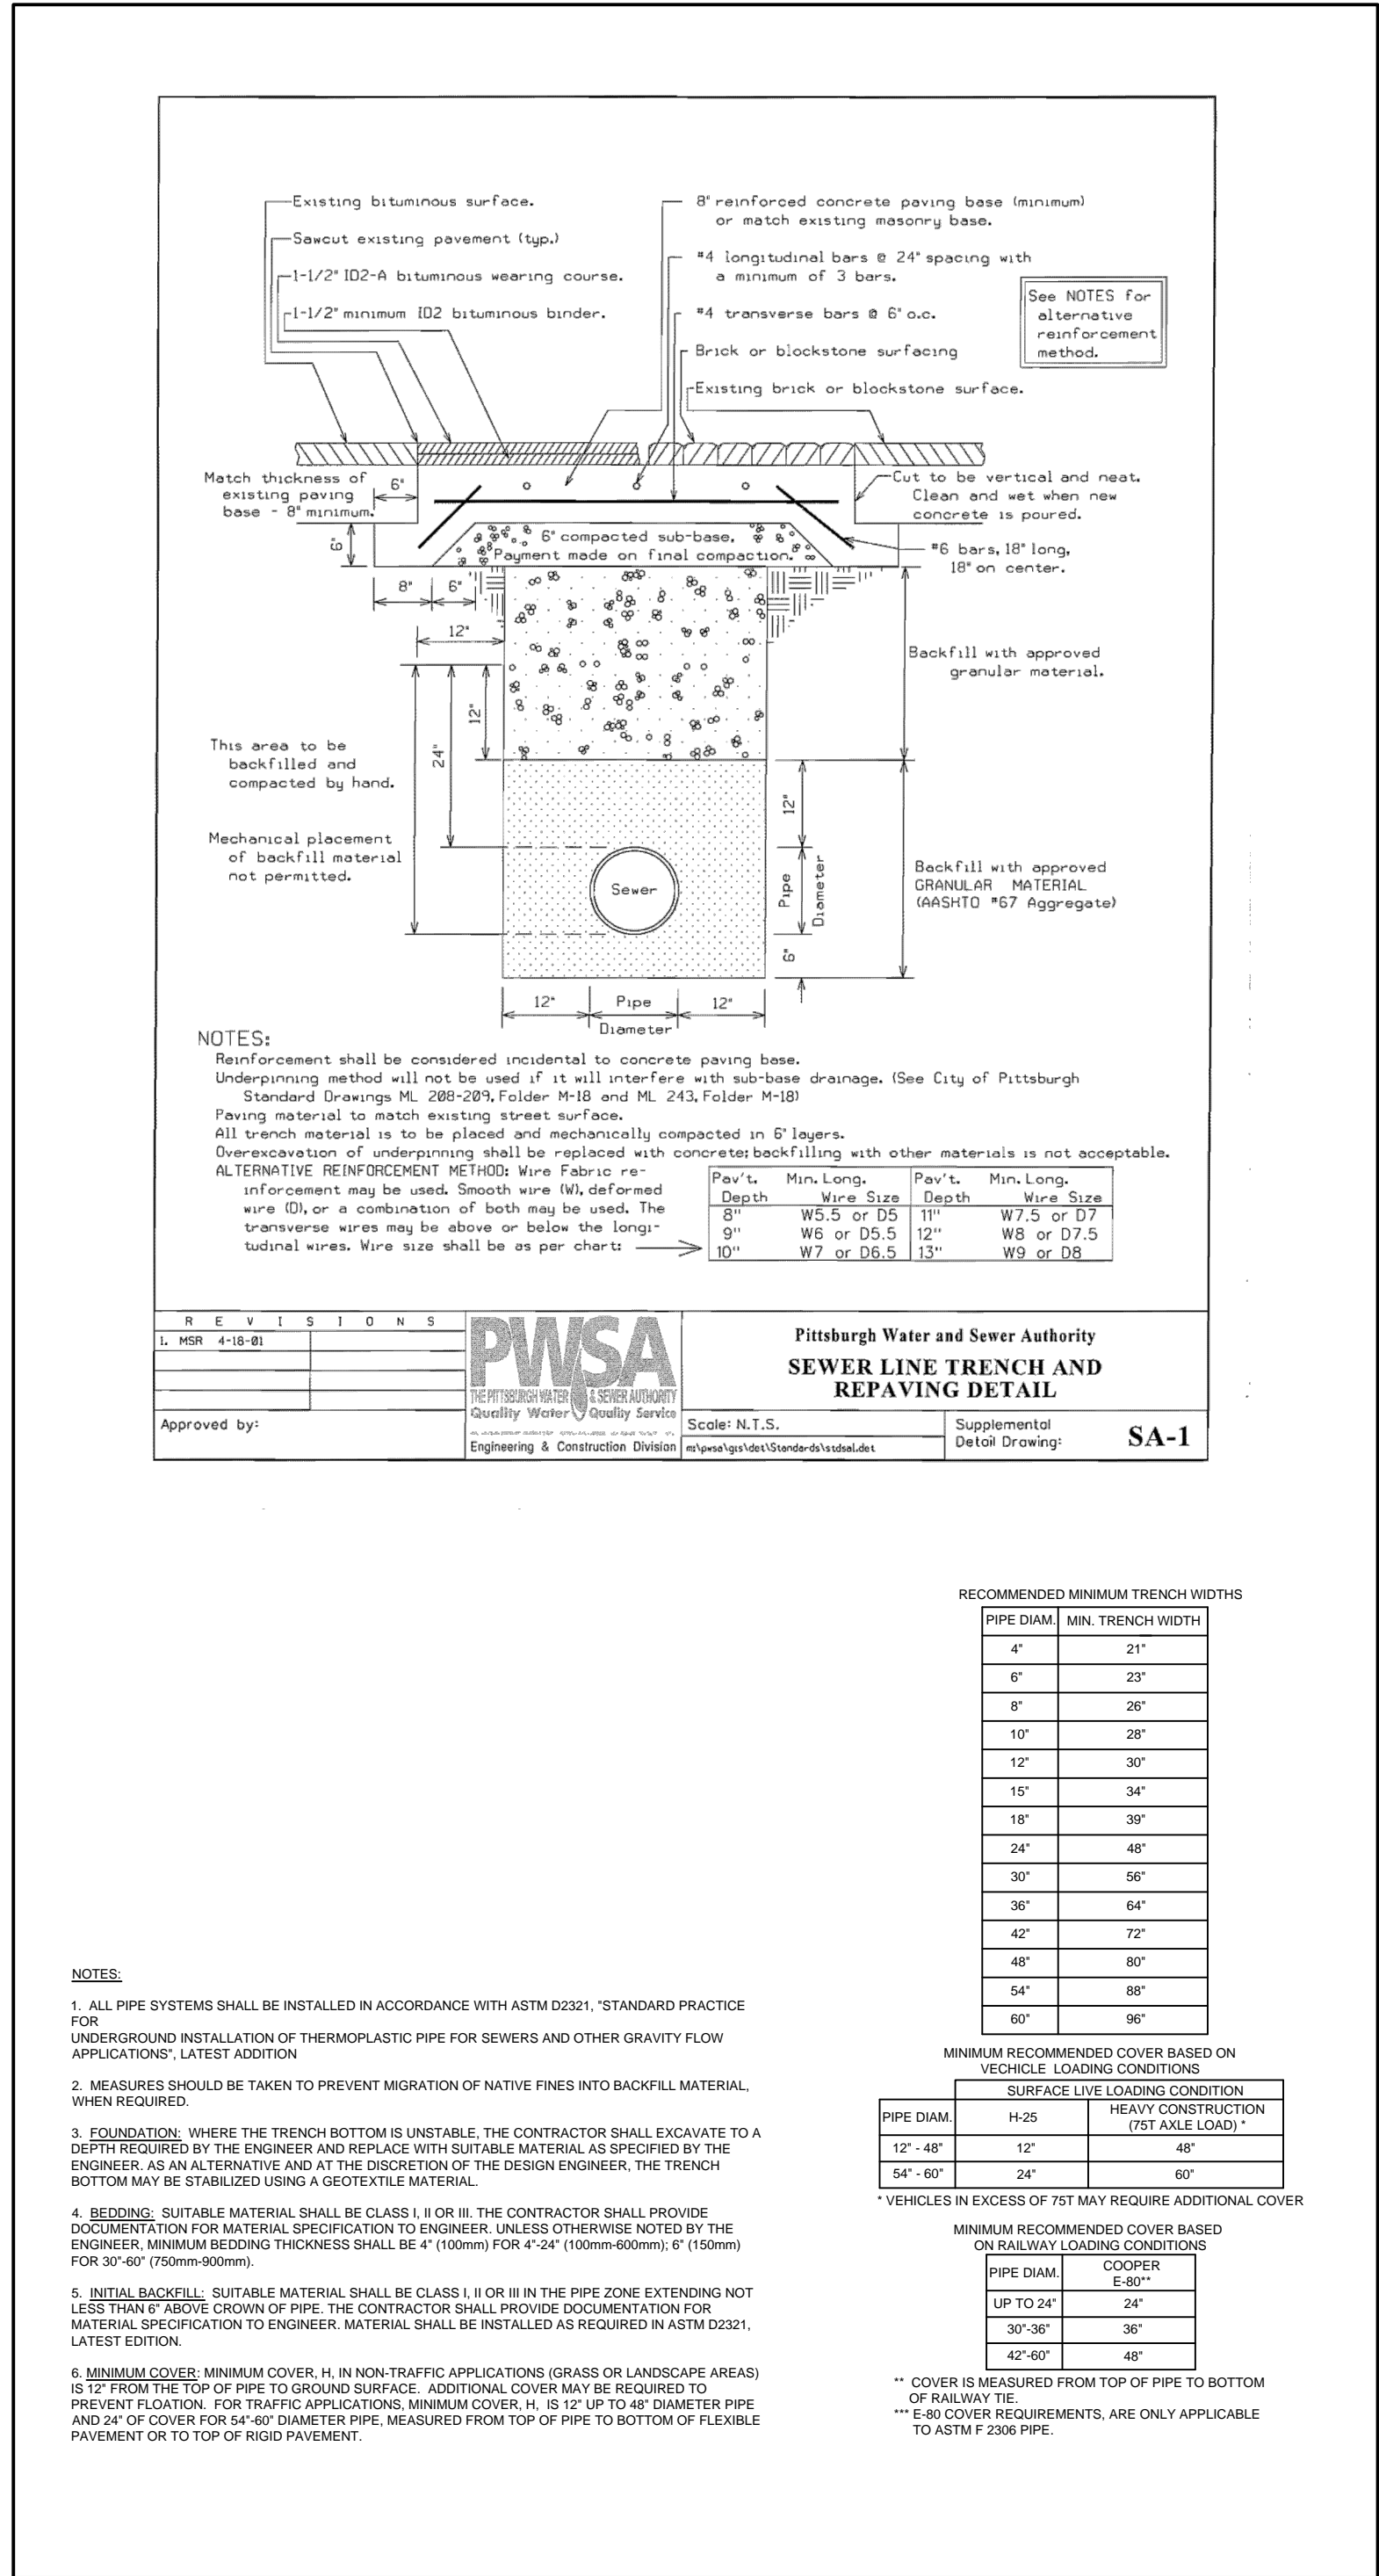 Existing bituminous surface.
Sawcut existing pavement (typ.)
1-1/2" ID2-A bituminous wearing course.
1-1/2" minimum ID2 bituminous binder.
8" reinforced concrete paving base (minimum)
or match existing masonry base.
#4 longitudinal bars @ 24" spacing with
a minimum of 3 bars.
#4 transverse bars @ 6" o.c.
Brick or blockstone surfacing
Existing brick or blockstone surface.
See NOTES for
alternative
reinforcement
method.
Match thickness of
existing paving
base - 8" minimum.
6"
6"
8"
6"
12"
6" compacted sub-base.
Payment made on final compaction.
Cut to be vertical and neat.
Clean and wet when new
concrete is poured.
#6 bars, 18" long,
18" on center.
Backfill with approved
granular material.
12"
24"
This area to be
backfilled and
compacted by hand.
Mechanical placement
of backfill material
not permitted.
Sewer
12"
Pipe
Diameter
6"
Backfill with approved
GRANULAR MATERIAL
(AASHTO #67 Aggregate)
12"
Pipe
Diameter
12"
NOTES:
Reinforcement shall be considered incidental to concrete paving base.
Underpinning method will not be used if it will interfere with sub-base drainage. (See City of Pittsburgh
Standard Drawings ML 208-209, Folder M-18 and ML 243, Folder M-18)
Paving material to match existing street surface.
All trench material is to be placed and mechanically compacted in 6" layers.
Overexcavation of underpinning shall be replaced with concrete; backfilling with other materials is not acceptable.
ALTERNATIVE REINFORCEMENT METHOD: Wire Fabric re-
inforcement may be used. Smooth wire (W), deformed
wire (D), or a combination of both may be used. The
transverse wires may be above or below the longi-
tudinal wires. Wire size shall be as per chart:
Pav't. Min. Long. Pav't. Min. Long.
Depth Wire Size Depth Wire Size
8" W5.5 or D5 11" W7.5 or D7
9" W6 or D5.5 12" W8 or D7.5
10" W7 or D6.5 13" W9 or D8
REVISIONS
1. MSR 4-18-01
Approved by:
PWSA
THE PITTSBURGH WATER & SEWER AUTHORITY
Quality Water Quality Service
Engineering & Construction Division
Pittsburgh Water and Sewer Authority
SEWER LINE TRENCH AND
REPAVING DETAIL
Scale: N.T.S.
m:\pwsa\gis\det\Standards\stdsa1.det
Supplemental
Detail Drawing:
SA-1
RECOMMENDED MINIMUM TRENCH WIDTHS
PIPE DIAM. MIN. TRENCH WIDTH
4" 21"
6" 23"
8" 26"
10" 28"
12" 30"
15" 34"
18" 39"
24" 48"
30" 56"
36" 64"
42" 72"
48" 80"
54" 88"
60" 96"
MINIMUM RECOMMENDED COVER BASED ON
VECHICLE LOADING CONDITIONS
SURFACE LIVE LOADING CONDITION
PIPE DIAM. H-25 HEAVY CONSTRUCTION
(75T AXLE LOAD) *
12" - 48" 12" 48"
54" - 60" 24" 60"
* VEHICLES IN EXCESS OF 75T MAY REQUIRE ADDITIONAL COVER
MINIMUM RECOMMENDED COVER BASED
ON RAILWAY LOADING CONDITIONS
PIPE DIAM. COOPER
E-80**
UP TO 24" 24"
30"-36" 36"
42"-60" 48"
** COVER IS MEASURED FROM TOP OF PIPE TO BOTTOM
OF RAILWAY TIE.
*** E-80 COVER REQUIREMENTS, ARE ONLY APPLICABLE
TO ASTM F 2306 PIPE.
NOTES:
1. ALL PIPE SYSTEMS SHALL BE INSTALLED IN ACCORDANCE WITH ASTM D2321, "STANDARD PRACTICE
FOR
UNDERGROUND INSTALLATION OF THERMOPLASTIC PIPE FOR SEWERS AND OTHER GRAVITY FLOW
APPLICATIONS", LATEST ADDITION
2. MEASURES SHOULD BE TAKEN TO PREVENT MIGRATION OF NATIVE FINES INTO BACKFILL MATERIAL,
WHEN REQUIRED.
3. FOUNDATION: WHERE THE TRENCH BOTTOM IS UNSTABLE, THE CONTRACTOR SHALL EXCAVATE TO A
DEPTH REQUIRED BY THE ENGINEER AND REPLACE WITH SUITABLE MATERIAL AS SPECIFIED BY THE
ENGINEER. AS AN ALTERNATIVE AND AT THE DISCRETION OF THE DESIGN ENGINEER, THE TRENCH
BOTTOM MAY BE STABILIZED USING A GEOTEXTILE MATERIAL.
4. BEDDING: SUITABLE MATERIAL SHALL BE CLASS I, II OR III. THE CONTRACTOR SHALL PROVIDE
DOCUMENTATION FOR MATERIAL SPECIFICATION TO ENGINEER. UNLESS OTHERWISE NOTED BY THE
ENGINEER, MINIMUM BEDDING THICKNESS SHALL BE 4" (100mm) FOR 4"-24" (100mm-600mm); 6" (150mm)
FOR 30"-60" (750mm-900mm).
5. INITIAL BACKFILL: SUITABLE MATERIAL SHALL BE CLASS I, II OR III IN THE PIPE ZONE EXTENDING NOT
LESS THAN 6" ABOVE CROWN OF PIPE. THE CONTRACTOR SHALL PROVIDE DOCUMENTATION FOR
MATERIAL SPECIFICATION TO ENGINEER. MATERIAL SHALL BE INSTALLED AS REQUIRED IN ASTM D2321,
LATEST EDITION.
6. MINIMUM COVER: MINIMUM COVER, H, IN NON-TRAFFIC APPLICATIONS (GRASS OR LANDSCAPE AREAS)
IS 12" FROM THE TOP OF PIPE TO GROUND SURFACE. ADDITIONAL COVER MAY BE REQUIRED TO
PREVENT FLOATION. FOR TRAFFIC APPLICATIONS, MINIMUM COVER, H, IS 12" UP TO 48" DIAMETER PIPE
AND 24" OF COVER FOR 54"-60" DIAMETER PIPE, MEASURED FROM TOP OF PIPE TO BOTTOM OF FLEXIBLE
PAVEMENT OR TO TOP OF RIGID PAVEMENT.